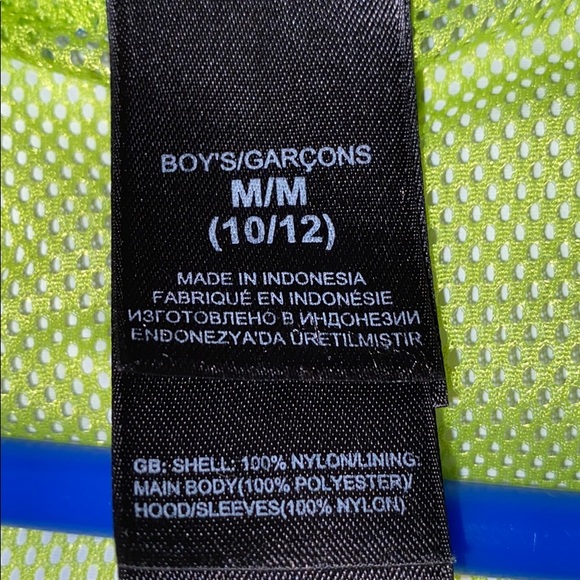 BOY'S/GARÇONS
M/M
(10/12)
MADE IN INDONESIA
FABRIQUÉ EN INDONÉSIE
ИЗГОТОВЛЕНО В ИНДОНЕЗИИ
ENDONEZYA'DA ÜRETILMIŞTIR
GB: SHELL: 100% NYLON/LINING:
MAIN BODY(100% POLYESTER)/
HOOD/SLEEVES(100% NYLON)